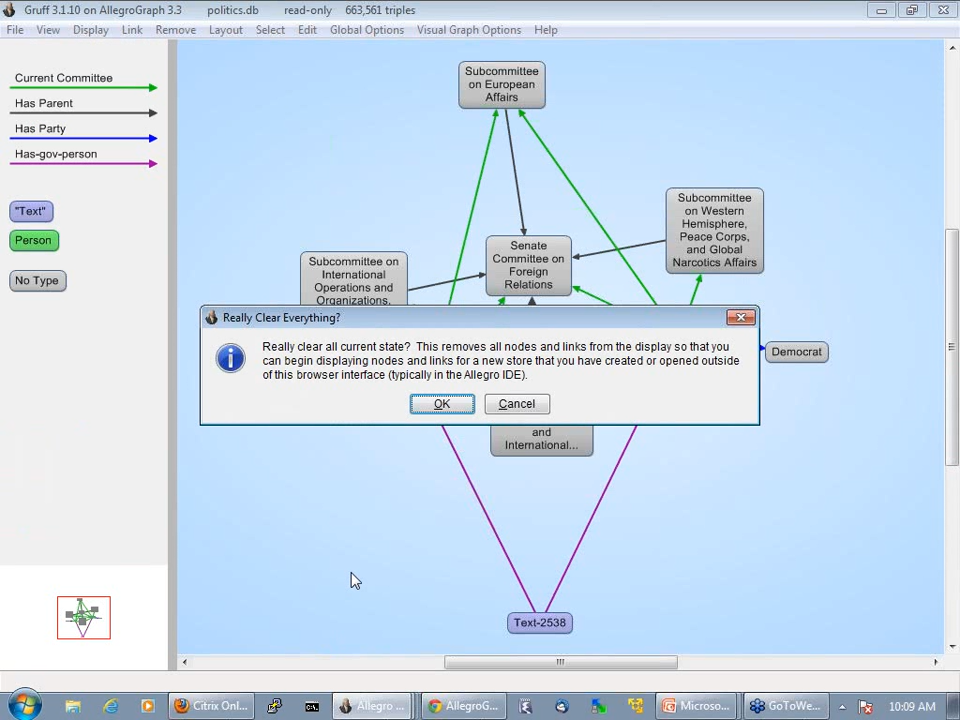 Gruff 3.1.10 on AllegroGraph 3.3 politics.db read-only 663,561 triples
File View Display Link Remove Layout Select Edit Global Options Visual Graph Options Help
Current Committee
Has Parent
Has Party
Has-gov-person
"Text"
Person
No Type
Subcommittee
on European
Affairs
Subcommittee
on Western
Hemisphere,
Peace Corps,
and Global
Narcotics Affairs
Senate
Committee on
Foreign
Relations
Subcommittee on
International
Operations and
Organizations,
Really Clear Everything?
Really clear all current state? This removes all nodes and links from the display so that you
can begin displaying nodes and links for a new store that you have created or opened outside
of this browser interface (typically in the Allegro IDE).
OK Cancel
Democrat
and
International...
Text-2538
Citrix Onl... Allegro ... AllegroG... Microso... GoToWe... 10:09 AM